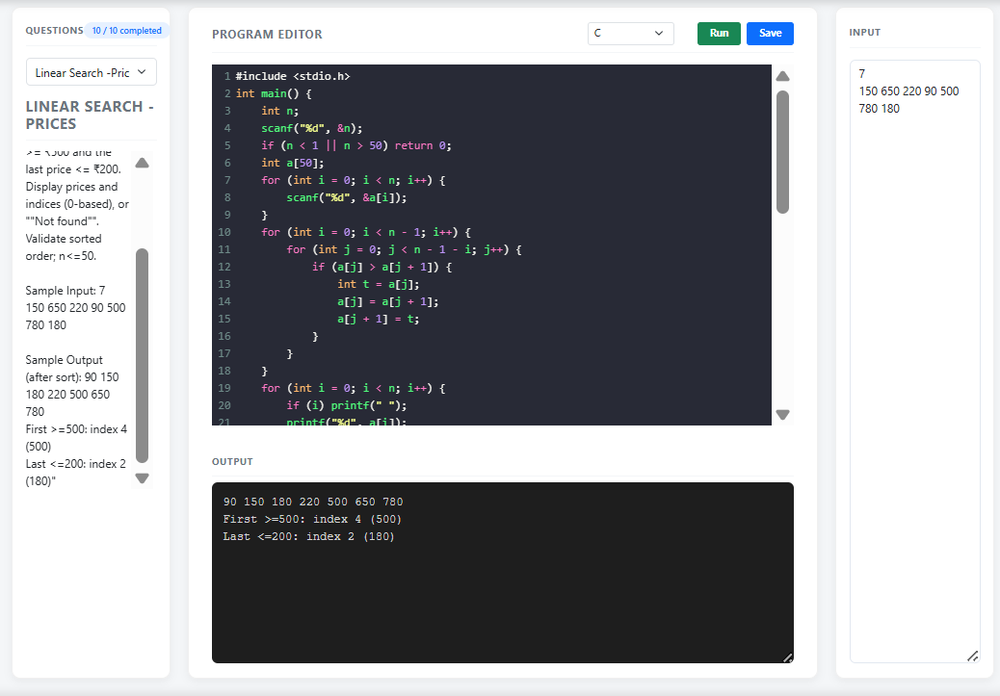 QUESTIONS 10 / 10 completed
Linear Search -Pric
LINEAR SEARCH -
PRICES
>= ₹500 and the
last price <= ₹200.
Display prices and
indices (0-based), or
""Not found"".
Validate sorted
order; n<=50.
Sample Input: 7
150 650 220 90 500
780 180
Sample Output
(after sort): 90 150
180 220 500 650
780
First >=500: index 4
(500)
Last <=200: index 2
(180)"
PROGRAM EDITOR
C
Run
Save
1 #include <stdio.h>
2 int main() {
3     int n;
4     scanf("%d", &n);
5     if (n < 1 || n > 50) return 0;
6     int a[50];
7     for (int i = 0; i < n; i++) {
8         scanf("%d", &a[i]);
9     }
10     for (int i = 0; i < n - 1; i++) {
11         for (int j = 0; j < n - 1 - i; j++) {
12             if (a[j] > a[j + 1]) {
13                 int t = a[j];
14                 a[j] = a[j + 1];
15                 a[j + 1] = t;
16             }
17         }
18     }
19     for (int i = 0; i < n; i++) {
20         if (i) printf(" ");
21         printf("%d", a[i]);
OUTPUT
90 150 180 220 500 650 780
First >=500: index 4 (500)
Last <=200: index 2 (180)
INPUT
7
150 650 220 90 500
780 180